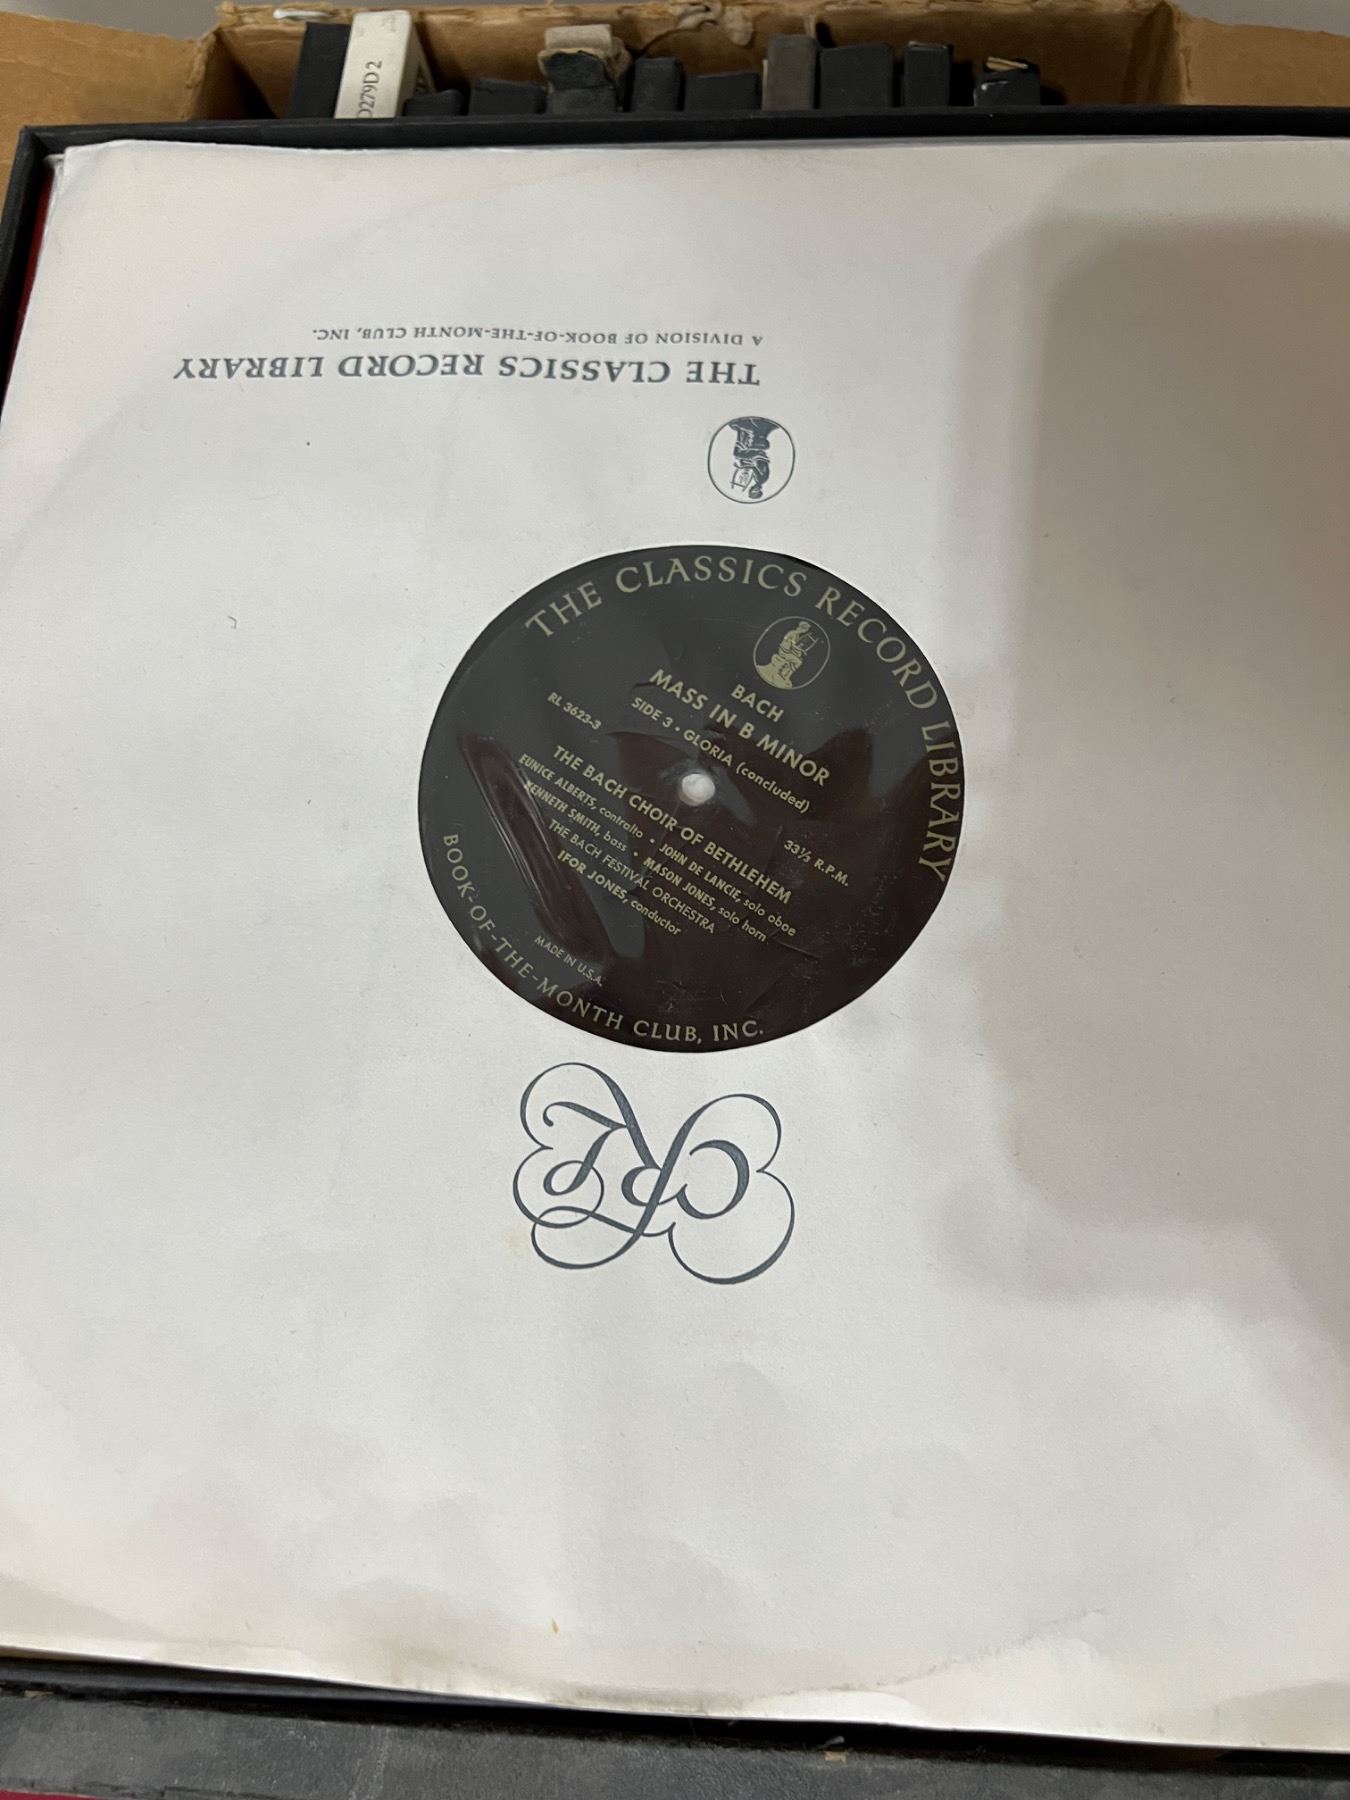 D279D2
THE CLASSICS RECORD LIBRARY
A DIVISION OF BOOK-OF-THE-MONTH CLUB, INC.
THE CLASSICS RECORD LIBRARY
BACH
MASS IN B MINOR
SIDE 3 • GLORIA (concluded)
RL 3623-3
33⅓ R.P.M.
THE BACH CHOIR OF BETHLEHEM
EUNICE ALBERTS, contralto • JOHN DE LANCIE, solo oboe
KENNETH SMITH, bass • MASON JONES, solo horn
THE BACH FESTIVAL ORCHESTRA
IFOR JONES, conductor
MADE IN U.S.A.
BOOK-OF-THE-MONTH CLUB, INC.
CRL